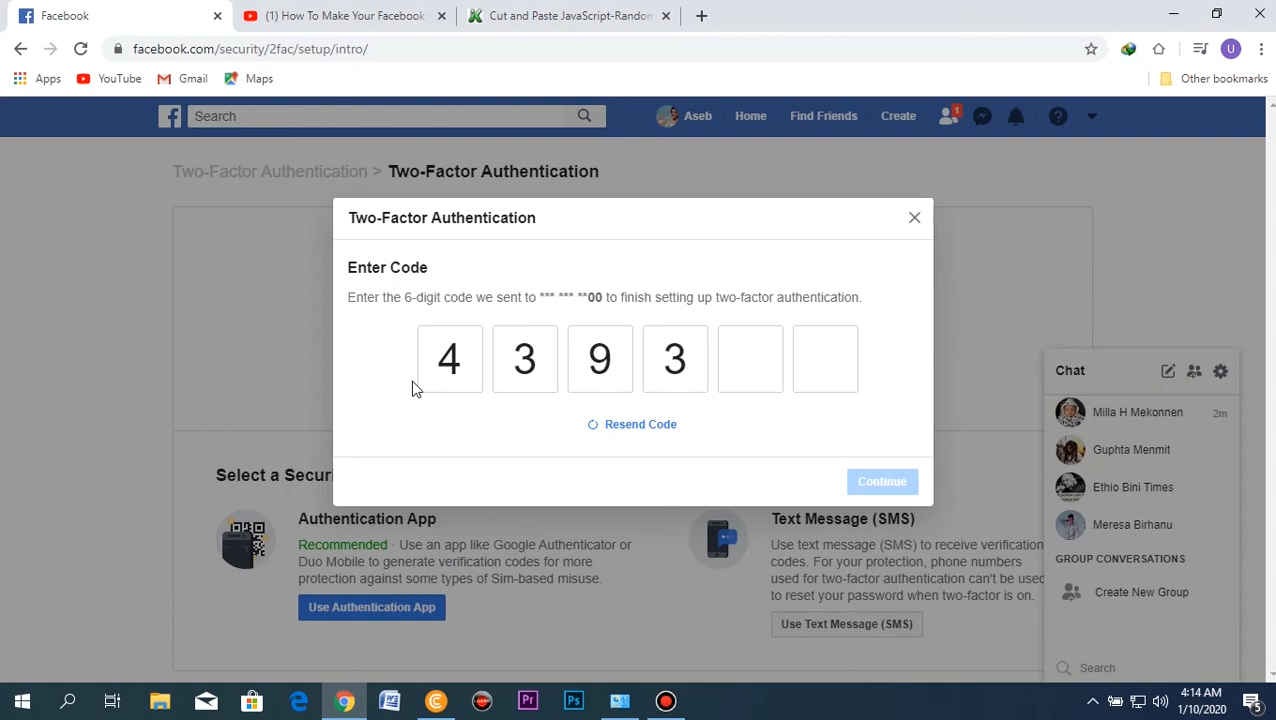 Facebook
(1) How To Make Your Facebook
Cut and Paste JavaScript-Random
facebook.com/security/2fac/setup/intro/
U
Apps
YouTube
Gmail
Maps
Other bookmarks
Search
Aseb
Home
Find Friends
Create
1
Two-Factor Authentication > Two-Factor Authentication
Two-Factor Authentication
Enter Code
Enter the 6-digit code we sent to *** *** **00 to finish setting up two-factor authentication.
4 3 9 3
Resend Code
Continue
Chat
Milla H Mekonnen
2m
Guphta Menmit
Ethio Bini Times
Meresa Birhanu
GROUP CONVERSATIONS
Create New Group
Search
Select a Securi
Authentication App
Recommended · Use an app like Google Authenticator or
Duo Mobile to generate verification codes for more
protection against some types of Sim-based misuse.
Use Authentication App
Text Message (SMS)
Use text message (SMS) to receive verification
codes. For your protection, phone numbers
used for two-factor authentication can't be used
to reset your password when two-factor is on.
Use Text Message (SMS)
4:14 AM
1/10/2020
5